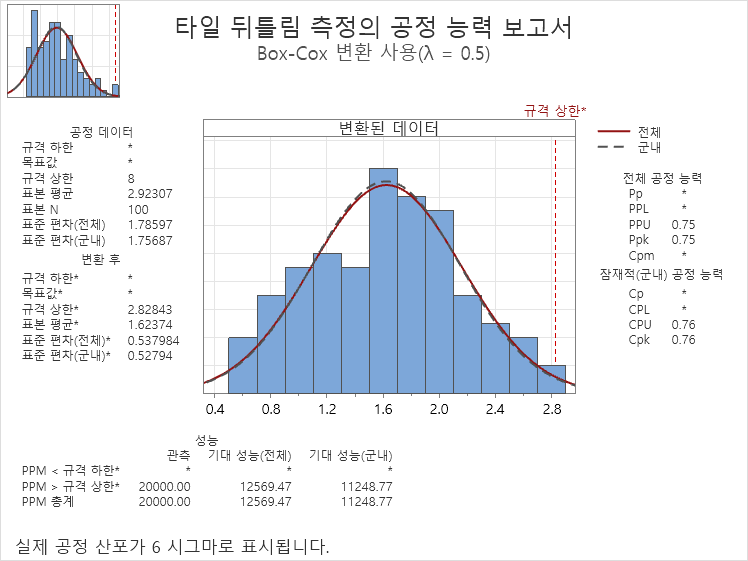 타일 뒤틀림 측정의 공정 능력 보고서
Box-Cox 변환 사용(λ = 0.5)
공정 데이터
규격 하한 *
목표값 *
규격 상한 8
표본 평균 2.92307
표본 N 100
표준 편차(전체) 1.78597
표준 편차(군내) 1.75687
변환 후
규격 하한* *
목표값* *
규격 상한* 2.82843
표본 평균* 1.62374
표준 편차(전체)* 0.537984
표준 편차(군내)* 0.52794
규격 상한*
변환된 데이터
0.4 0.8 1.2 1.6 2.0 2.4 2.8
전체
군내
전체 공정 능력
Pp *
PPL *
PPU 0.75
Ppk 0.75
Cpm *
잠재적(군내) 공정 능력
Cp *
CPL *
CPU 0.76
Cpk 0.76
성능
관측 기대 성능(전체) 기대 성능(군내)
PPM < 규격 하한* * * *
PPM > 규격 상한* 20000.00 12569.47 11248.77
PPM 총계 20000.00 12569.47 11248.77
실제 공정 산포가 6 시그마로 표시됩니다.